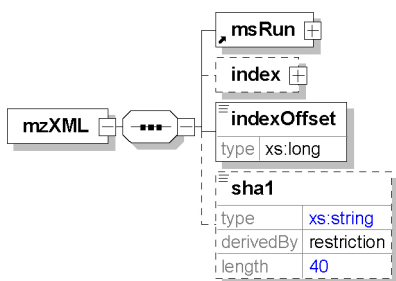 msRun
index
mzXML
indexOffset
type xs:long
sha1
type xs:string
derivedBy restriction
length 40